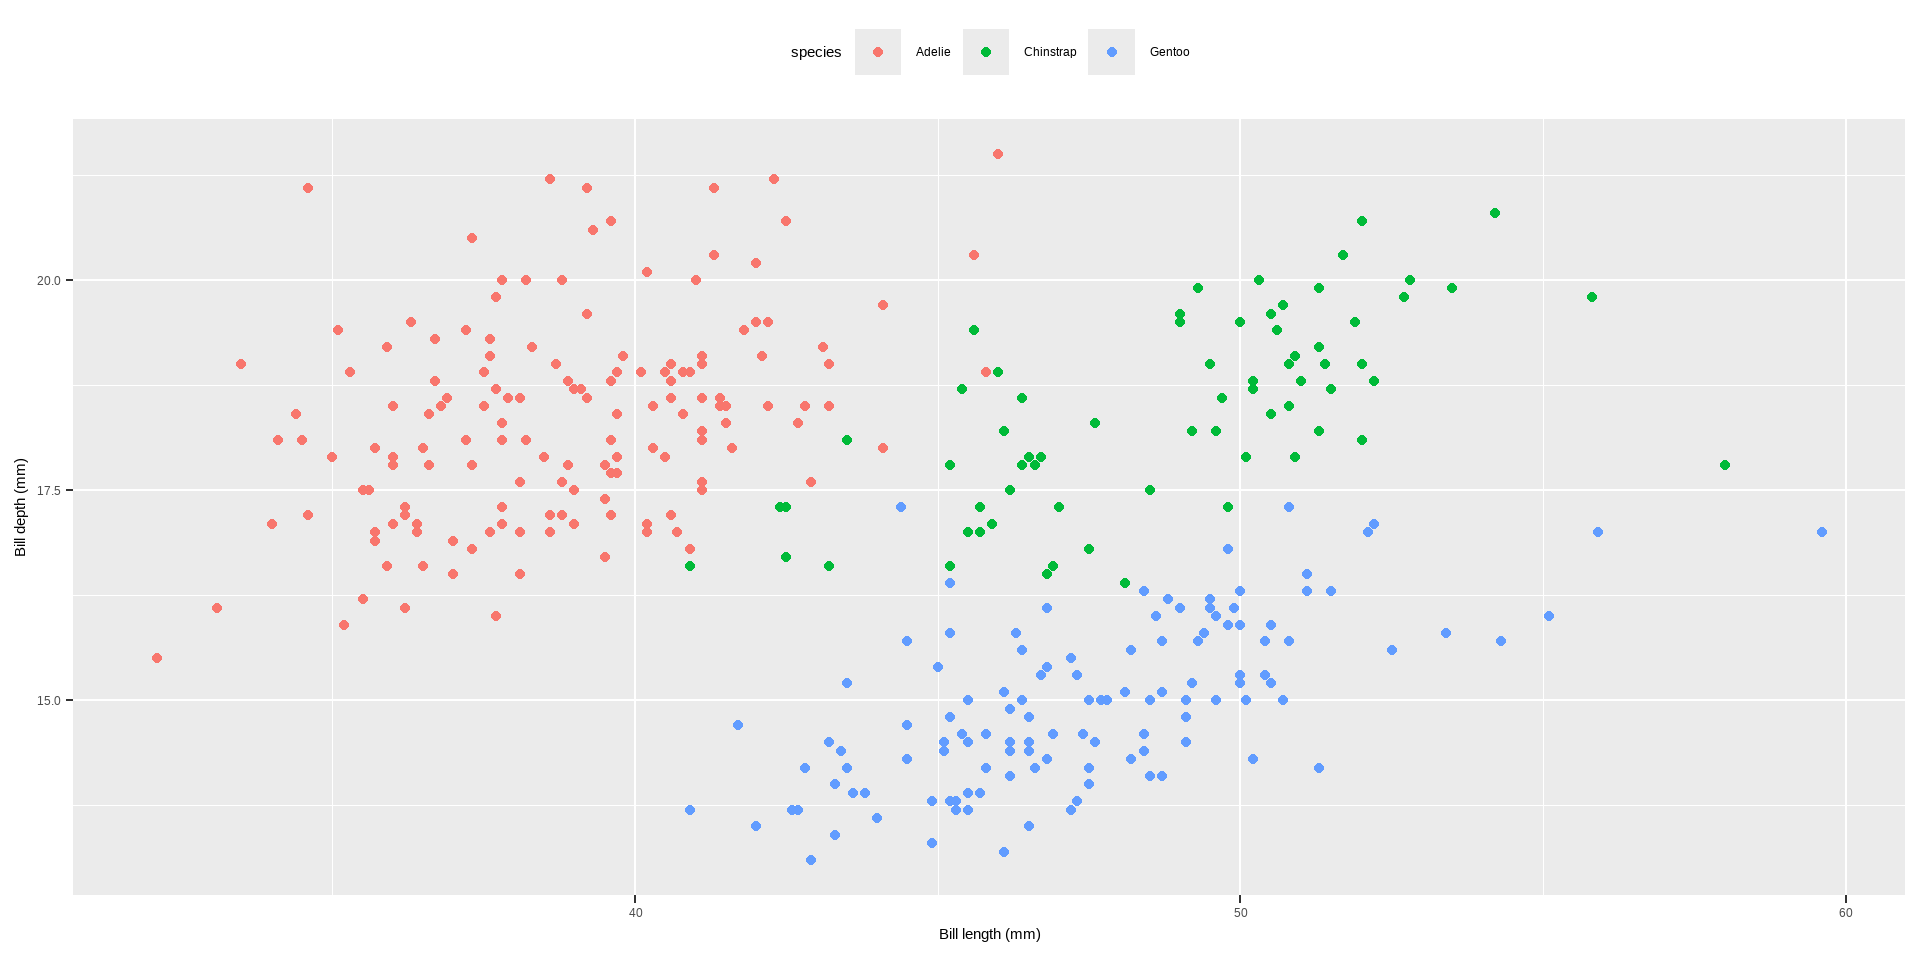 species Adelie Chinstrap Gentoo
20.0
17.5
15.0
Bill depth (mm)
40 50 60
Bill length (mm)